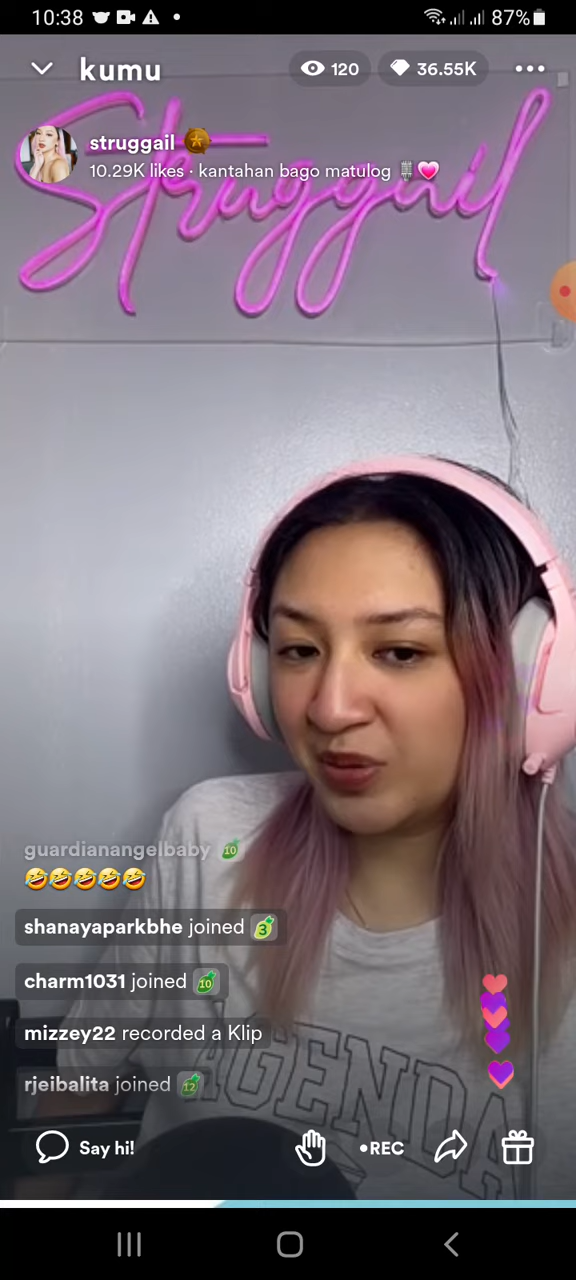 10:38 87%
kumu 120 36.55K
Struggail
struggail
10.29K likes · kantahan bago matulog
guardianangelbaby 10
shanayaparkbhe joined 3
charm1031 joined 10
mizzey22 recorded a Klip
rjeibalita joined 12
AGENDA
Say hi! •REC